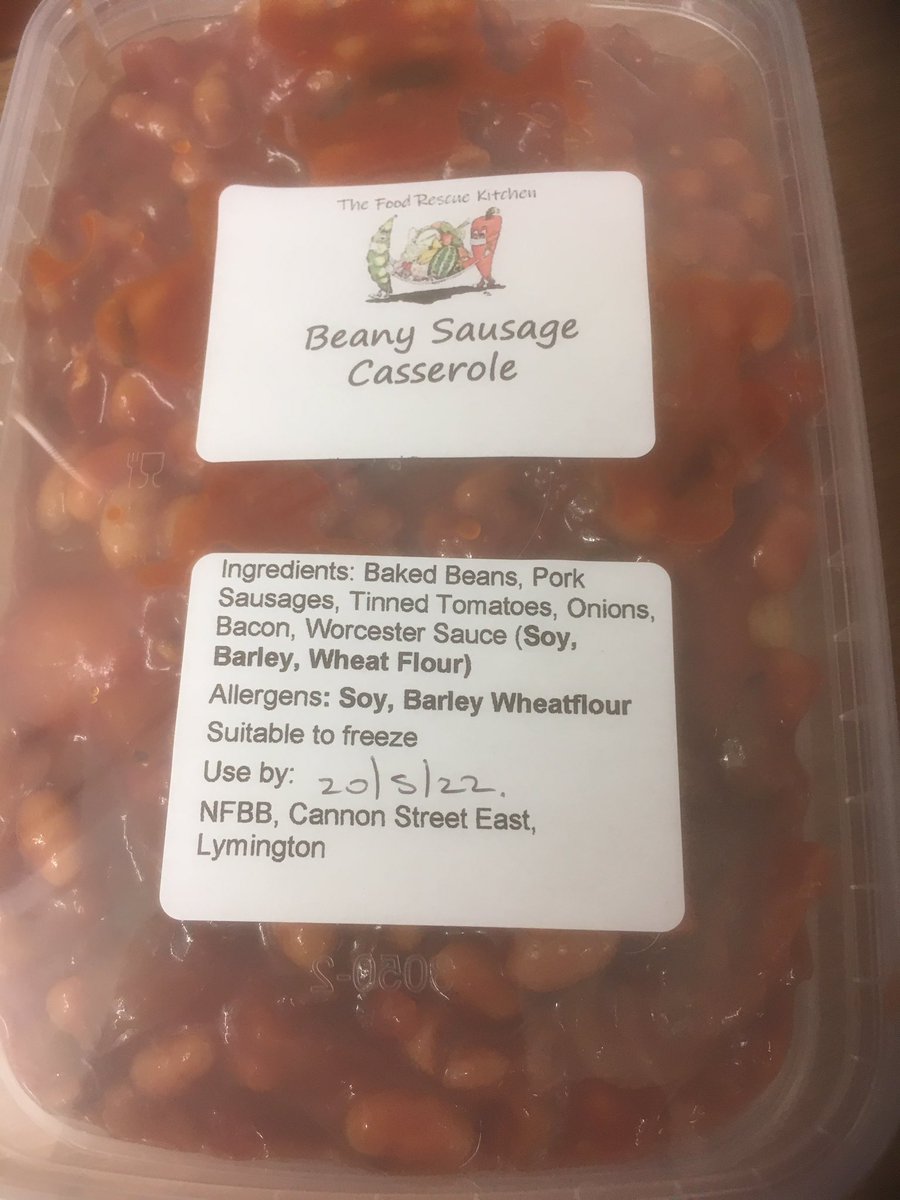 The Food Rescue Kitchen
Beany Sausage
Casserole
Ingredients: Baked Beans, Pork
Sausages, Tinned Tomatoes, Onions,
Bacon, Worcester Sauce (Soy,
Barley, Wheat Flour)
Allergens: Soy, Barley Wheatflour
Suitable to freeze
Use by: 20/5/22.
NFBB, Cannon Street East,
Lymington